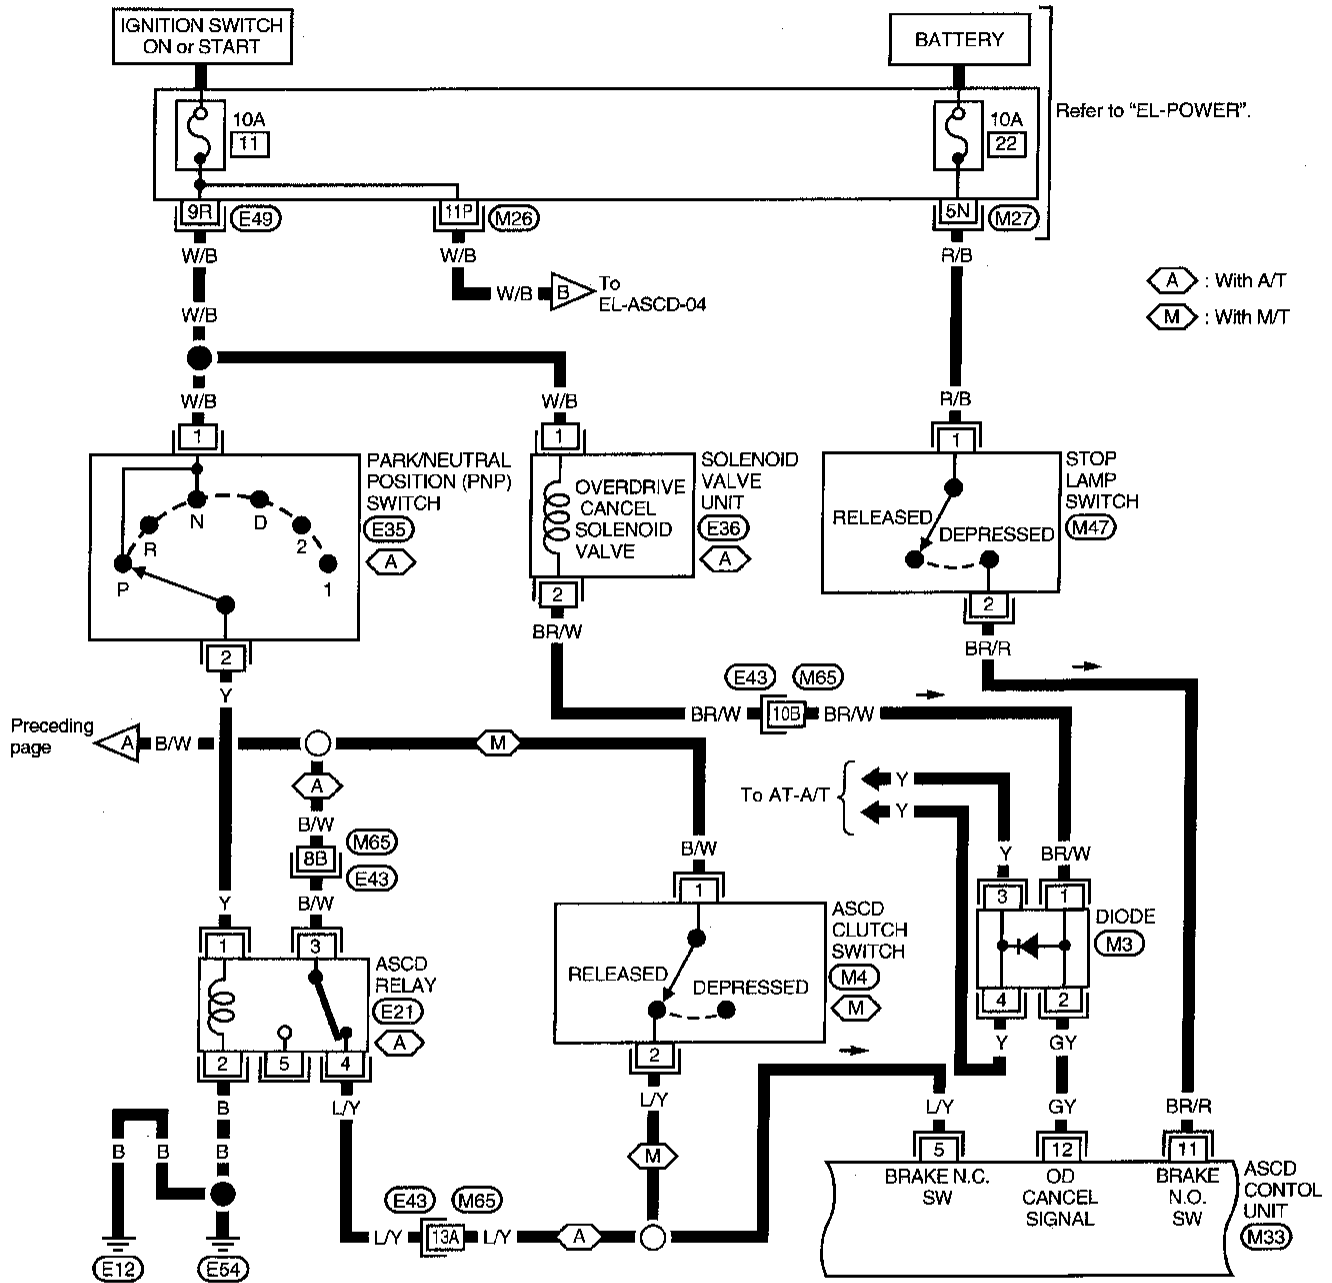 IGNITION SWITCH
ON or START
BATTERY
10A
11
10A
22
Refer to "EL-POWER".
9R
E49
11P
M26
5N
M27
W/B
W/B
R/B
W/B
B
To
EL-ASCD-04
A
: With A/T
M
: With M/T
W/B
W/B
W/B
R/B
1
1
1
PARK/NEUTRAL
POSITION (PNP)
SWITCH
E35
A
N
D
R
2
P
1
OVERDRIVE
CANCEL
SOLENOID
VALVE
SOLENOID
VALVE
UNIT
E36
A
RELEASED
DEPRESSED
STOP
LAMP
SWITCH
M47
2
2
2
Y
BR/W
BR/R
E43
M65
BR/W
10B
BR/W
Preceding
page
A
B/W
M
A
B/W
M65
8B
E43
B/W
To AT-A/T
Y
Y
Y
B/W
Y
BR/W
1
3
1
3
1
ASCD
RELAY
E21
A
2
5
4
RELEASED
DEPRESSED
ASCD
CLUTCH
SWITCH
M4
M
2
DIODE
M3
4
2
Y
GY
B
L/Y
L/Y
L/Y
GY
BR/R
B
B
B
M
E43
M65
L/Y
13A
L/Y
A
5
12
11
BRAKE N.C.
SW
OD
CANCEL
SIGNAL
BRAKE
N.O.
SW
ASCD
CONTOL
UNIT
M33
E12
E54